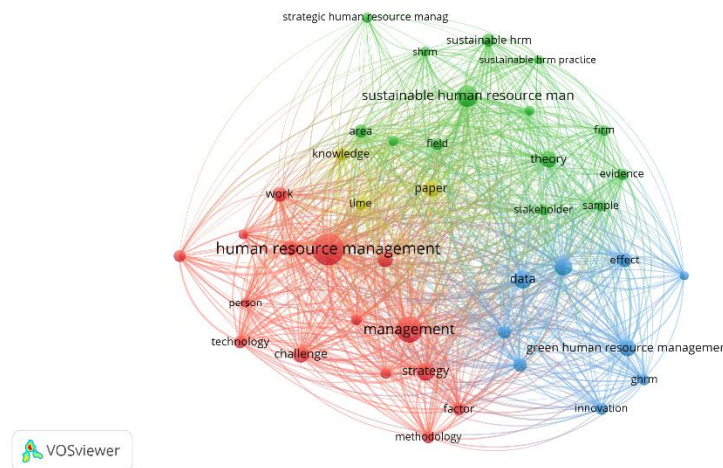 strategic human resource manag
sustainable hrm
shrm
sustainable hrm practice
sustainable human resource man
area
firm
field
knowledge
theory
evidence
paper
work
time
stakeholder
sample
human resource management
effect
data
person
management
technology
green human resource management
challenge
strategy
ghrm
factor
innovation
methodology
VOSviewer